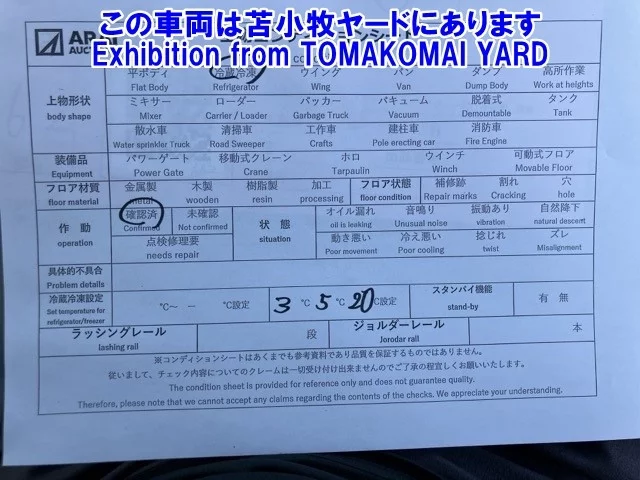 この車両は苫小牧ヤードにあります
Exhibition from TOMAKOMAI YARD
上物形状 body shape
平ボディ 冷蔵冷凍 ウイング バン ダンプ 高所作業
Flat Body Refrigerator Wing Van Dump Body Work at heights
ミキサー ローダー パッカー バキューム 脱着式 タンク
Mixer Carrier / Loader Garbage Truck Vacuum Demountable Tank
散水車 清掃車 工作車 建柱車 消防車
Water sprinkler Truck Road Sweeper Crafts Pole erecting car Fire Engine
装備品 パワーゲート 移動式クレーン ホロ ウインチ 可動式フロア
Equipment Power Gate Crane Tarpaulin Winch Movable Floor
フロア材質 金属製 木製 樹脂製 加工 フロア状態 補修跡 割れ 穴
floor material metal wooden resin processing floor condition Repair marks Cracking hole
作動 確認済 未確認 状態 オイル漏れ 音鳴り 振動あり 自然降下
operation Confirmed Not confirmed situation oil is leaking Unusual noise vibration natural descent
点検修理要 動き悪い 冷え悪い 捻じれ ズレ
needs repair Poor movement Poor cooling twist Misalignment
具体的不具合
Problem details
冷蔵冷凍設定 ℃〜 ー ℃設定 3 ℃ 5 ℃ 20 ℃設定 スタンバイ機能 有 無
Set temperature for refrigerator/freezer stand-by
ラッシングレール 段 ジョルダーレール 本
lashing rail Jorodar rail
※コンディションシートはあくまでも参考資料であり品質を保証するものではありません。
従いまして、チェック内容についてのクレームは一切受け付け出来ませんのでご了承の程宜しくお願いいたします。
The condition sheet is provided for reference only and does not guarantee quality.
Therefore, please note that we cannot accept any claims regarding the contents of the checks. We appreciate your understanding.